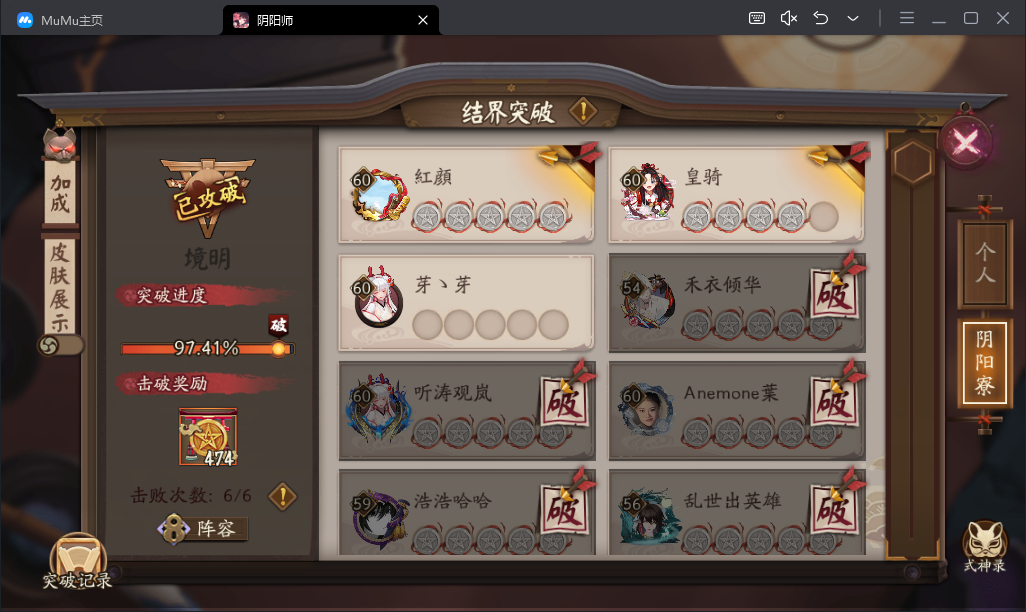 MuMu主页
阴阳师
结界突破
加成
皮肤展示
已攻破
境明
突破进度
破
97.41%
击破奖励
474
击败次数: 6/6
阵容
突破记录
60
紅顏
60
皇骑
60
芽丶芽
54
禾衣倾华
破
60
听涛观岚
破
60
Anemone葉
破
59
浩浩哈哈
破
56
乱世出英雄
破
个人
阴阳寮
式神录